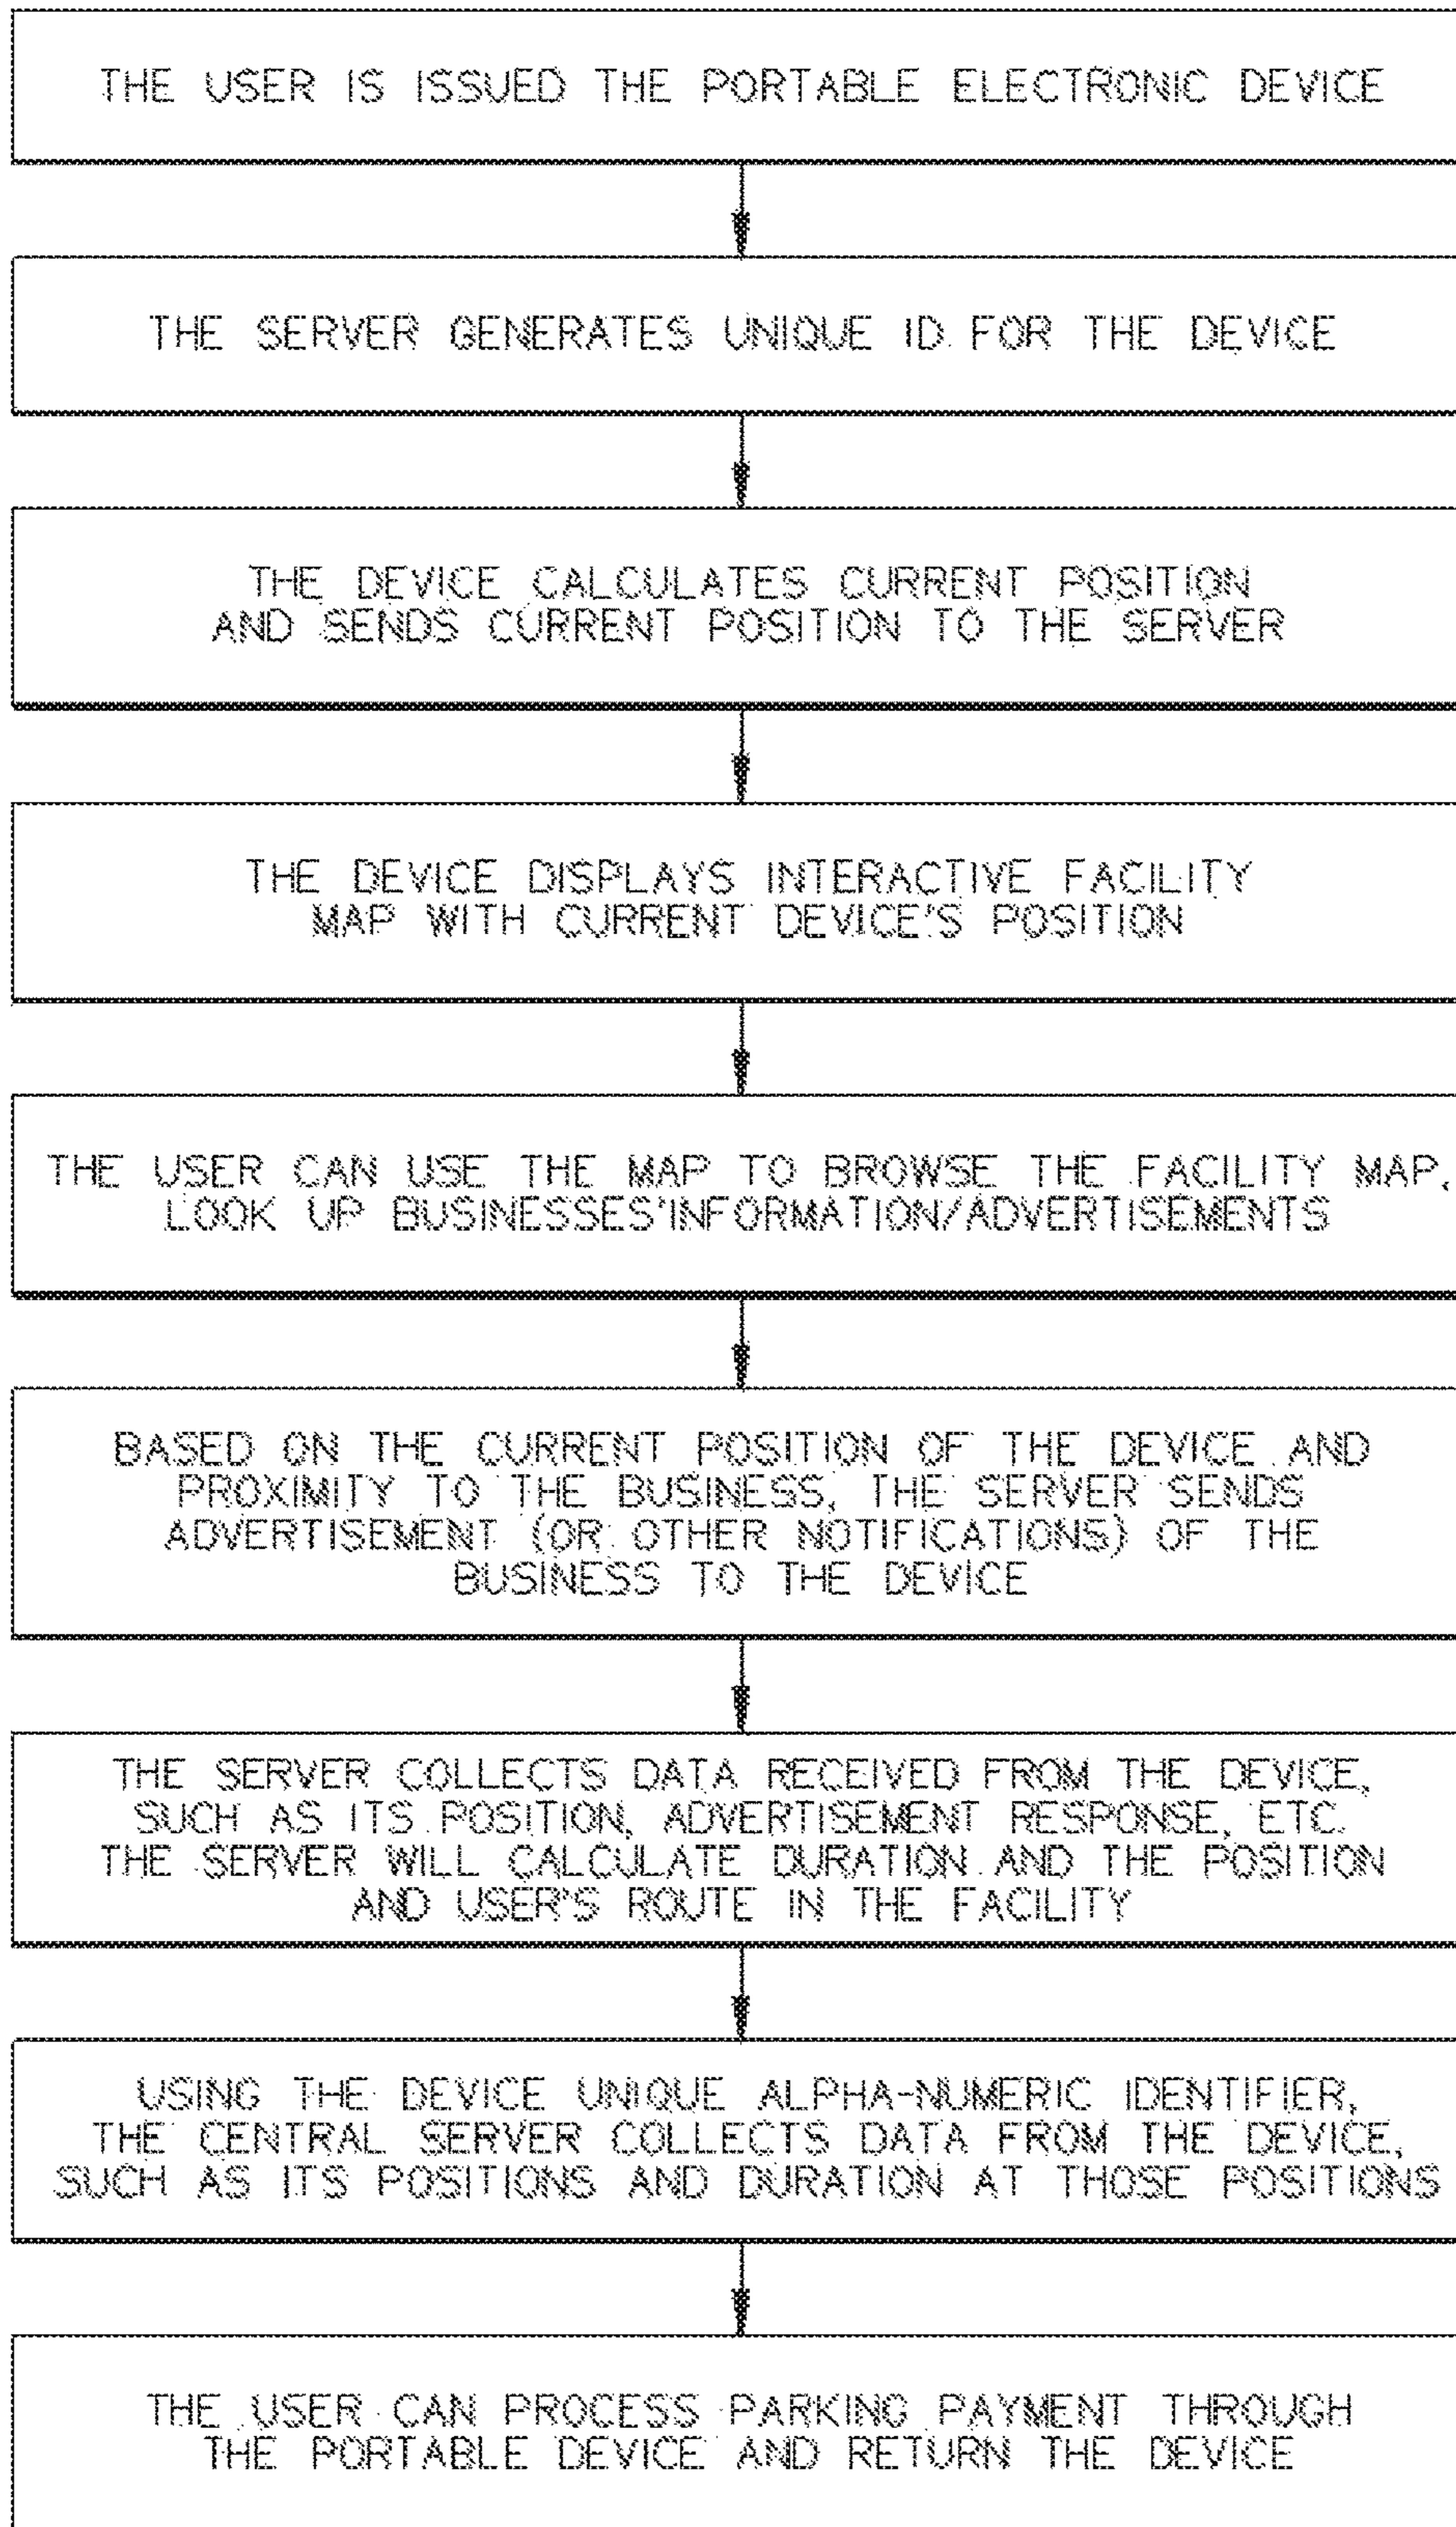 THE USER IS ISSUED THE PORTABLE ELECTRONIC DEVICE
THE SERVER GENERATES UNIQUE ID FOR THE DEVICE
THE DEVICE CALCULATES CURRENT POSITION
AND SENDS CURRENT POSITION TO THE SERVER
THE DEVICE DISPLAYS INTERACTIVE FACILITY
MAP WITH CURRENT DEVICE'S POSITION
THE USER CAN USE THE MAP TO BROWSE THE FACILITY MAP,
LOOK UP BUSINESSES'INFORMATION/ADVERTISEMENTS
BASED ON THE CURRENT POSITION OF THE DEVICE AND
PROXIMITY TO THE BUSINESS, THE SERVER SENDS
ADVERTISEMENT (OR OTHER NOTIFICATIONS) OF THE
BUSINESS TO THE DEVICE
THE SERVER COLLECTS DATA RECEIVED FROM THE DEVICE,
SUCH AS ITS POSITION, ADVERTISEMENT RESPONSE, ETC.
THE SERVER WILL CALCULATE DURATION AND THE POSITION
AND USER'S ROUTE IN THE FACILITY
USING THE DEVICE UNIQUE ALPHA-NUMERIC IDENTIFIER,
THE CENTRAL SERVER COLLECTS DATA FROM THE DEVICE,
SUCH AS ITS POSITIONS AND DURATION AT THOSE POSITIONS
THE USER CAN PROCESS PARKING PAYMENT THROUGH
THE PORTABLE DEVICE AND RETURN THE DEVICE